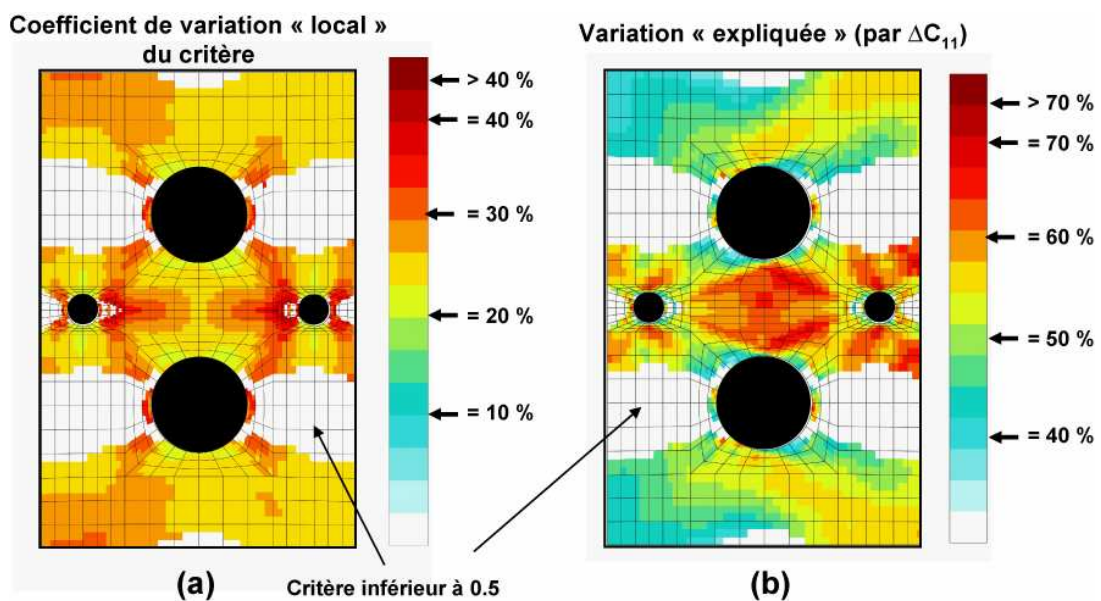 Coefficient de variation « local »
du critère
> 40 %
= 40 %
= 30 %
= 20 %
= 10 %
(a)
Variation « expliquée » (par ΔC₁₁)
> 70 %
= 70 %
= 60 %
= 50 %
= 40 %
(b)
Critère inférieur à 0.5